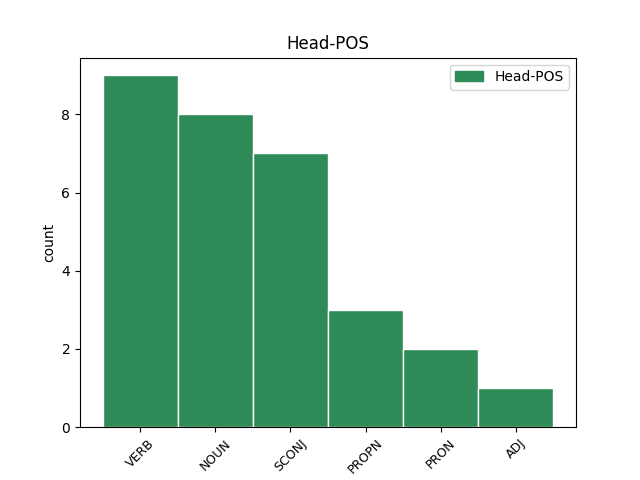 Head-POS
Head-POS
count
8
6
4
2
0
VERB
NOUN
SCONJ
PROPN
PRON
ADJ